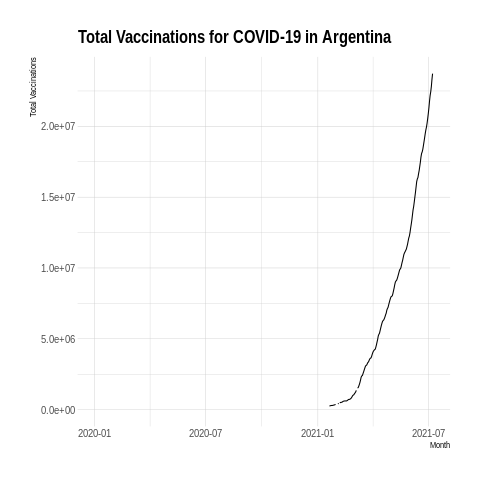 Total Vaccinations for COVID-19 in Argentina
Total Vaccinations
2.0e+07
1.5e+07
1.0e+07
5.0e+06
0.0e+00
2020-01 2020-07 2021-01 2021-07
Month